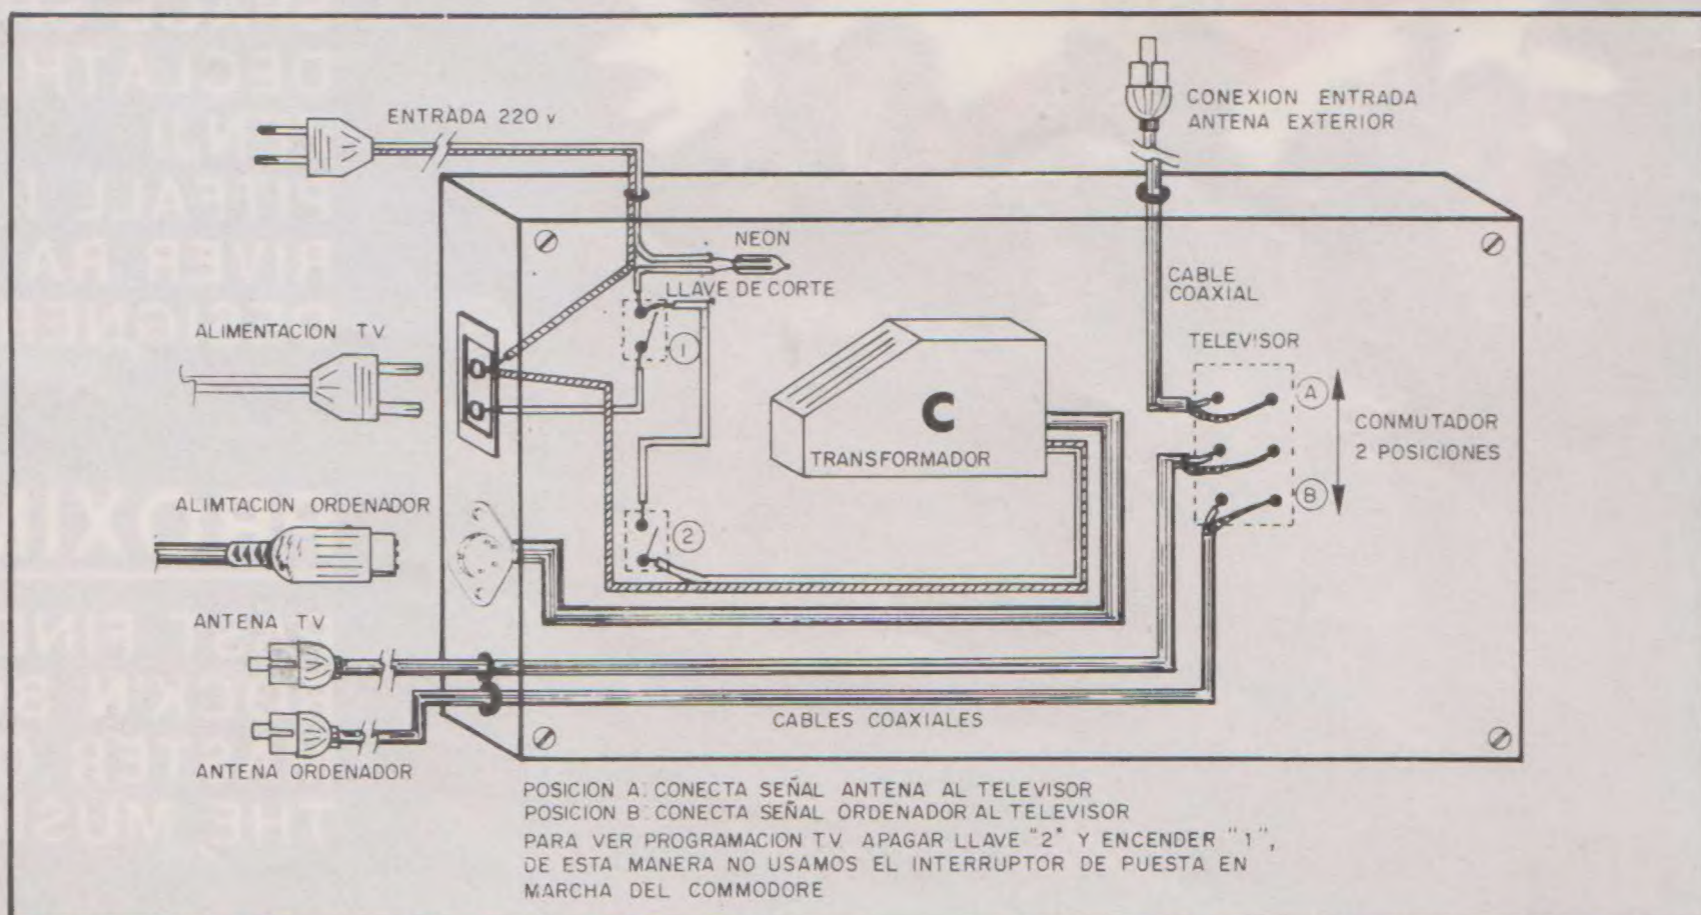 CONEXION ENTRADA
ANTENA EXTERIOR
ENTRADA 220 v.
NEON
LLAVE DE CORTE
CABLE
COAXIAL
ALIMENTACION TV
1
TELEVISOR
A
CONMUTADOR
2 POSICIONES
C
TRANSFORMADOR
B
ALIMTACION ORDENADOR
2
ANTENA TV
CABLES COAXIALES
ANTENA ORDENADOR
POSICION A: CONECTA SEÑAL ANTENA AL TELEVISOR
POSICION B: CONECTA SEÑAL ORDENADOR AL TELEVISOR
PARA VER PROGRAMACION TV APAGAR LLAVE "2" Y ENCENDER "1",
DE ESTA MANERA NO USAMOS EL INTERRUPTOR DE PUESTA EN
MARCHA DEL COMMODORE